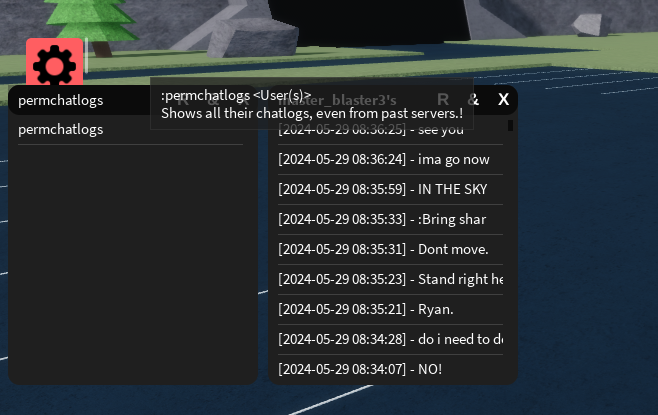 :permchatlogs <User(s)>
Shows all their chatlogs, even from past servers.!
permchatlogs
R & X
master_blaster3's
R & X
permchatlogs
[2024-05-29 08:36:25] - see you
[2024-05-29 08:36:24] - ima go now
[2024-05-29 08:35:59] - IN THE SKY
[2024-05-29 08:35:33] - :Bring shar
[2024-05-29 08:35:31] - Dont move.
[2024-05-29 08:35:23] - Stand right he
[2024-05-29 08:35:21] - Ryan.
[2024-05-29 08:34:28] - do i need to do
[2024-05-29 08:34:07] - NO!